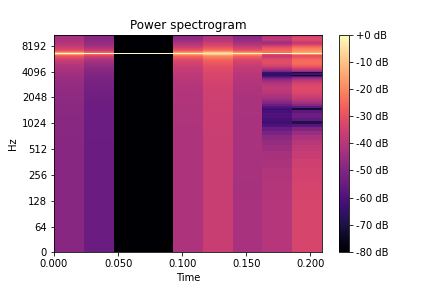 Power spectrogram
8192
4096
2048
1024
512
256
128
64
0
Hz
0.000 0.050 0.100 0.150 0.200
Time
+0 dB
-10 dB
-20 dB
-30 dB
-40 dB
-50 dB
-60 dB
-70 dB
-80 dB